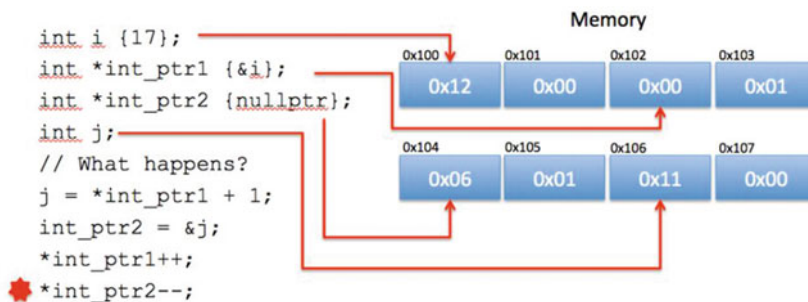 Memory
int i {17};
int *int_ptr1 {&i};
int *int_ptr2 {nullptr};
int j;
// What happens?
j = *int_ptr1 + 1;
int_ptr2 = &j;
*int_ptr1++;
*int_ptr2--;
0x100 0x101 0x102 0x103
0x12 0x00 0x00 0x01
0x104 0x105 0x106 0x107
0x06 0x01 0x11 0x00